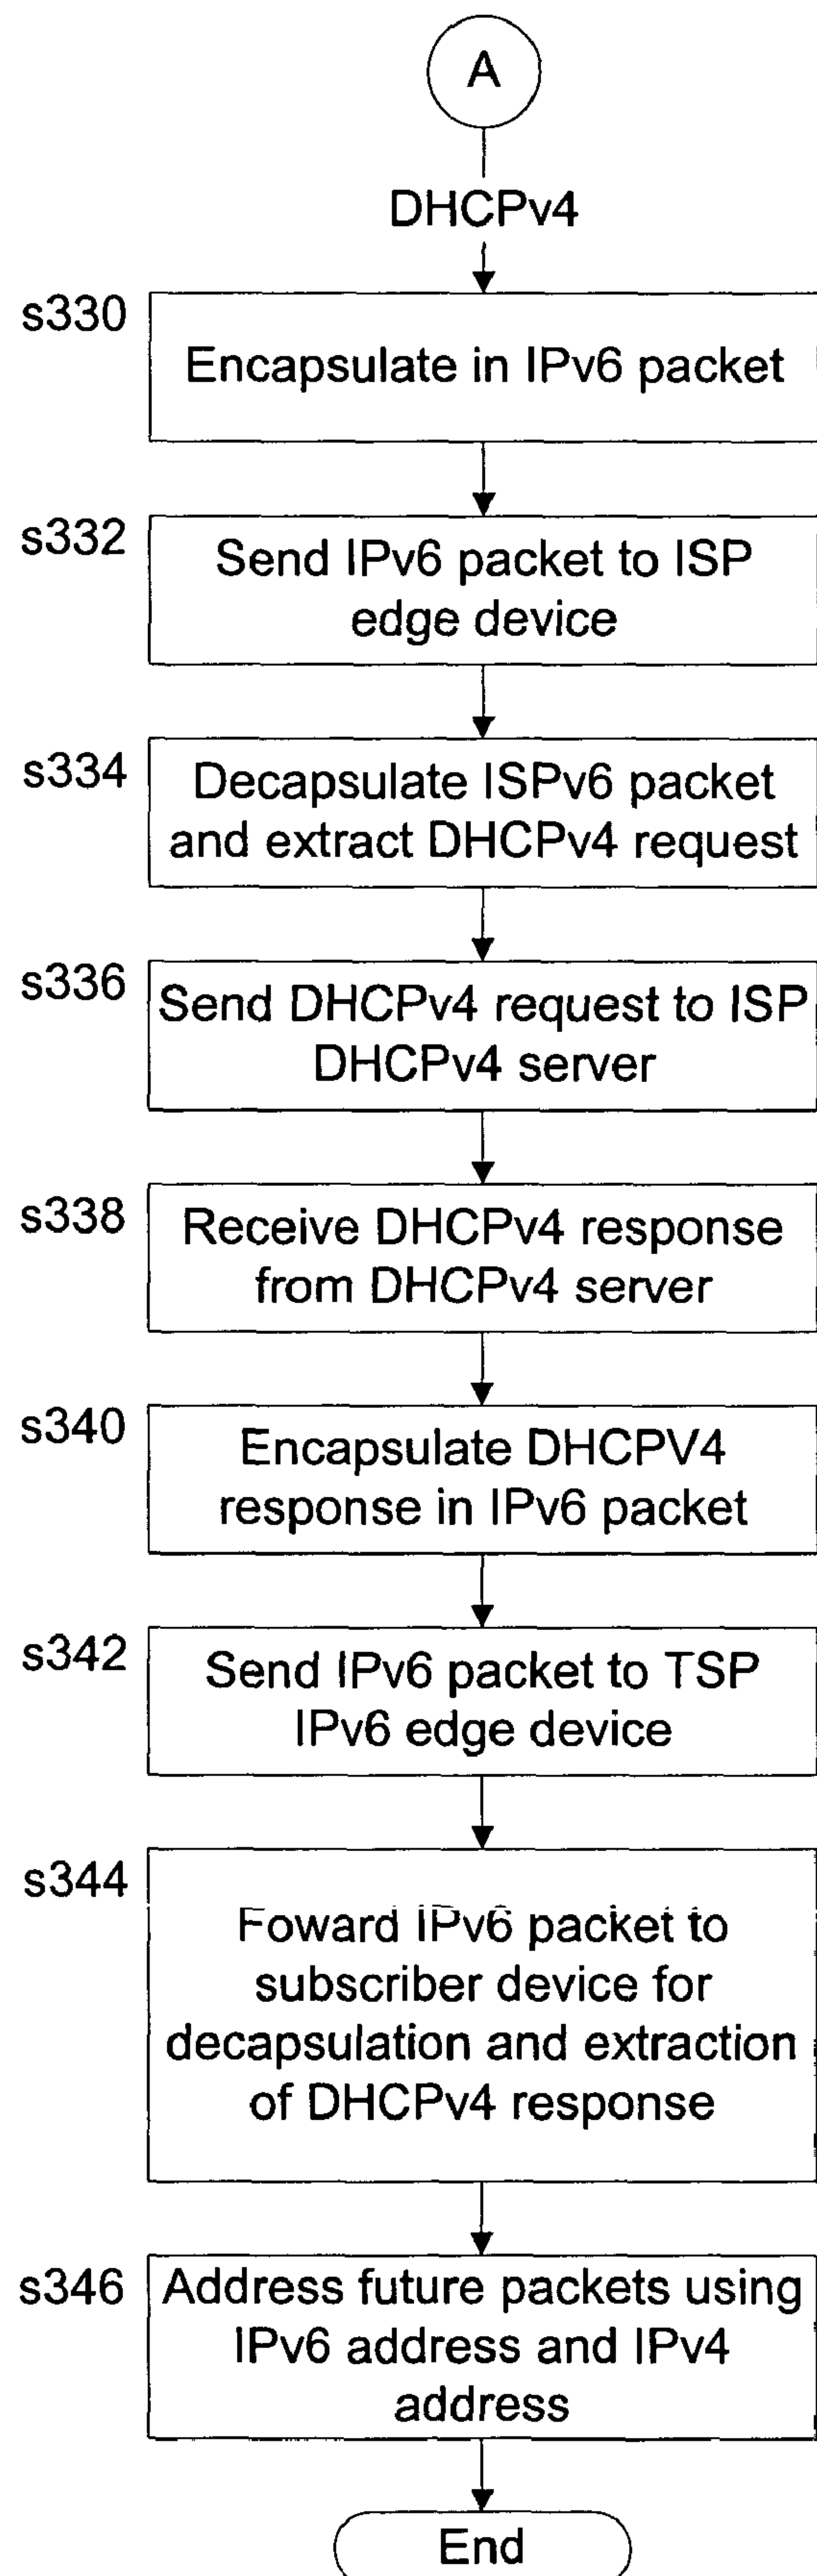 A
DHCPv4
s330
Encapsulate in IPv6 packet
s332
Send IPv6 packet to ISP
edge device
s334
Decapsulate ISPv6 packet
and extract DHCPv4 request
s336
Send DHCPv4 request to ISP
DHCPv4 server
s338
Receive DHCPv4 response
from DHCPv4 server
s340
Encapsulate DHCPV4
response in IPv6 packet
s342
Send IPv6 packet to TSP
IPv6 edge device
s344
Foward IPv6 packet to
subscriber device for
decapsulation and extraction
of DHCPv4 response
s346
Address future packets using
IPv6 address and IPv4
address
End